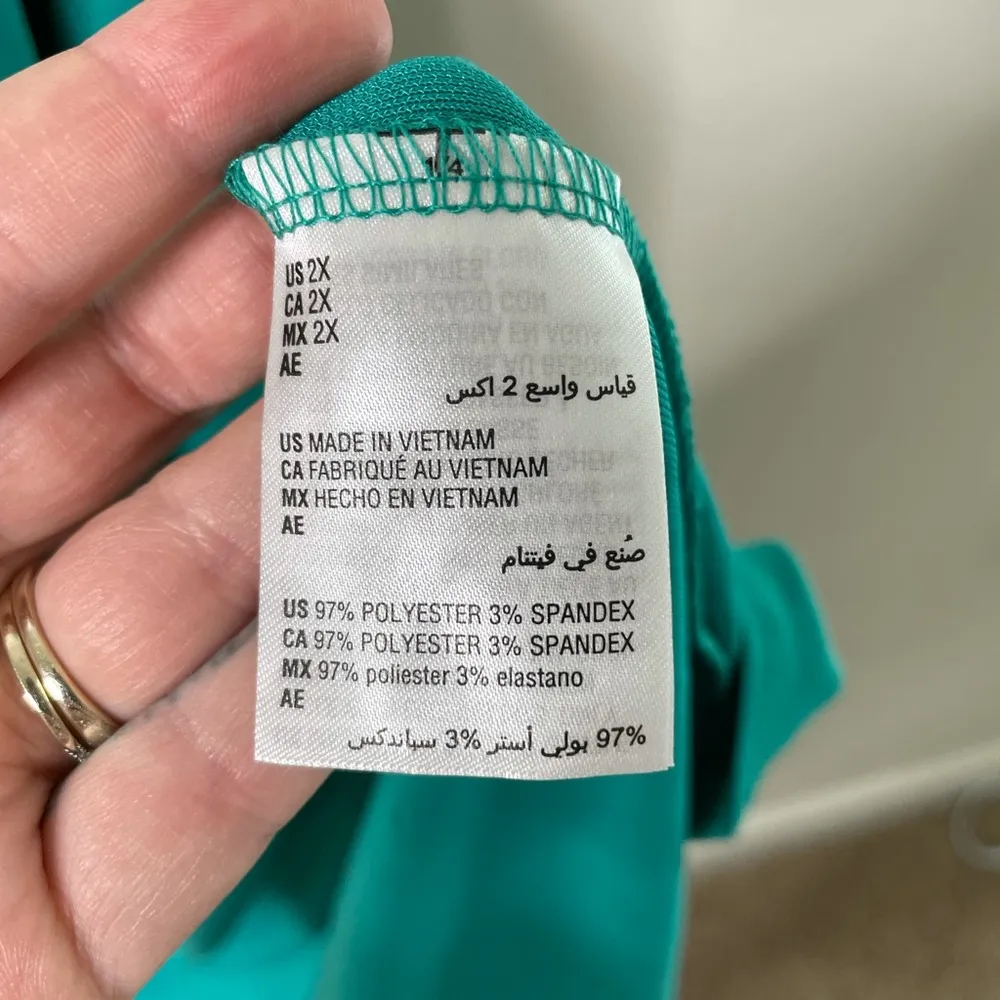 1/4
US 2X
CA 2X
MX 2X
AE
قياس واسع 2 اكس
US MADE IN VIETNAM
CA FABRIQUÉ AU VIETNAM
MX HECHO EN VIETNAM
AE
صُنع في فيتنام
US 97% POLYESTER 3% SPANDEX
CA 97% POLYESTER 3% SPANDEX
MX 97% poliester 3% elastano
AE
97% بولي أستر 3% سباندكس